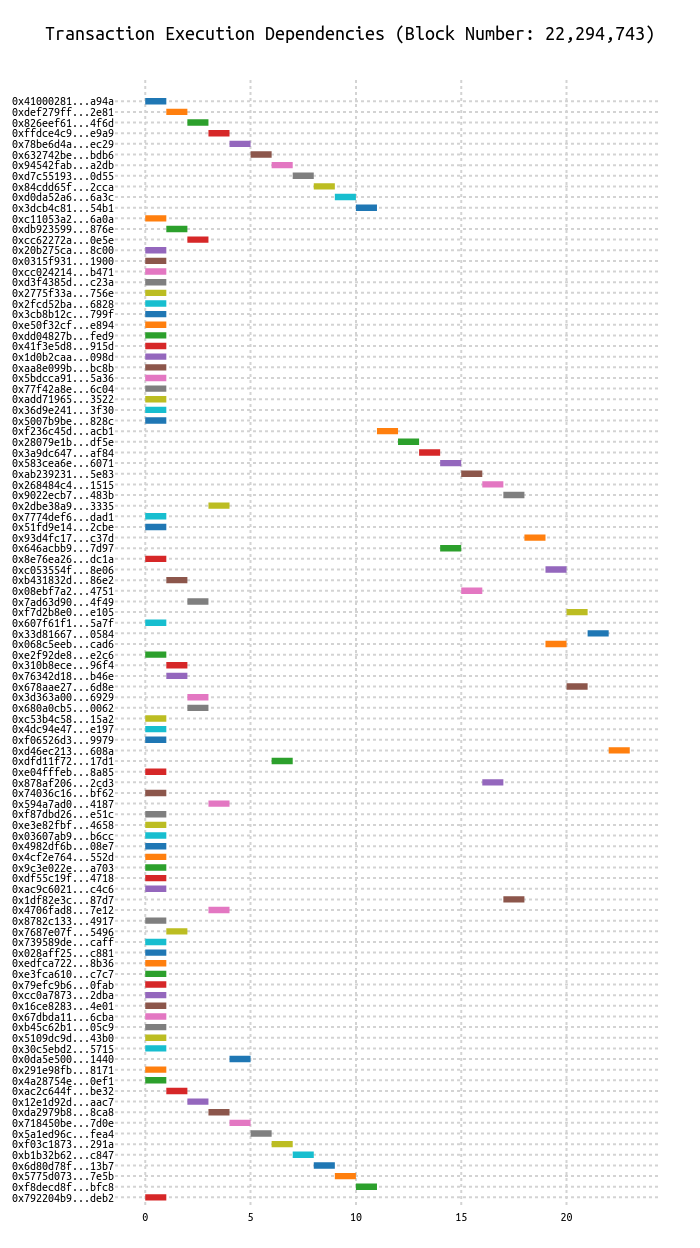 Transaction Execution Dependencies (Block Number: 22,294,743)
0x41000281...a94a
0xdef279ff...2e81
0x826eef61...4f6d
0xffdce4c9...e9a9
0x78be6d4a...ec29
0x632742be...bdb6
0x94542fab...a2db
0xd7c55193...0d55
0x84cdd65f...2cca
0xd0da52a6...6a3c
0x3dcb4c81...54b1
0xc11053a2...6a0a
0xdb923599...876e
0xcc62272a...0e5e
0x20b275ca...8c00
0x0315f931...1900
0xcc024214...b471
0xd3f4385d...c23a
0x2775f33a...756e
0x2fcd52ba...6828
0x3cb8b12c...799f
0xe50f32cf...e894
0xdd04827b...fed9
0x41f3e5d8...915d
0x1d0b2caa...098d
0xaa8e099b...bc8b
0x5bdcca91...5a36
0x77f42a8e...6c04
0xadd71965...3522
0x36d9e241...3f30
0x5007b9be...828c
0xf236c45d...acb1
0x28079e1b...df5e
0x3a9dc647...af84
0x583cea6e...6071
0xab239231...5e83
0x268484c4...1515
0x9022ecb7...483b
0x2dbe38a9...3335
0x7774def6...dad1
0x51fd9e14...2cbe
0x93d4fc17...c37d
0x646acbb9...7d97
0x8e76ea26...dc1a
0xc053554f...8e06
0xb431832d...86e2
0x08ebf7a2...4751
0x7ad63d90...4f49
0xf7d2b8e0...e105
0x607f61f1...5a7f
0x33d81667...0584
0x068c5eeb...cad6
0xe2f92de8...e2c6
0x310b8ece...96f4
0x76342d18...b46e
0x678aae27...6d8e
0x3d363a00...6929
0x680a0cb5...0062
0xc53b4c58...15a2
0x4dc94e47...e197
0xf06526d3...9979
0xd46ec213...608a
0xdfd11f72...17d1
0xe04fffeb...8a85
0x878af206...2cd3
0x74036c16...bf62
0x594a7ad0...4187
0xf87dbd26...e51c
0xe3e82fbf...4658
0x03607ab9...b6cc
0x4982df6b...08e7
0x4cf2e764...552d
0x9c3e022e...a703
0xdf55c19f...4718
0xac9c6021...c4c6
0x1df82e3c...87d7
0x4706fad8...7e12
0x8782c133...4917
0x7687e07f...5496
0x739589de...caff
0x028aff25...c881
0xedfca722...8b36
0xe3fca610...c7c7
0x79efc9b6...0fab
0xcc0a7873...2dba
0x16ce8283...4e01
0x67dbda11...6cba
0xb45c62b1...05c9
0x5109dc9d...43b0
0x30c5ebd2...5715
0x0da5e500...1440
0x291e98fb...8171
0x4a28754e...0ef1
0xac2c644f...be32
0x12e1d92d...aac7
0xda2979b8...8ca8
0x718450be...7d0e
0x5a1ed96c...fea4
0xf03c1873...291a
0xb1b32b62...c847
0x6d80d78f...13b7
0x5775d073...7e5b
0xf8decd8f...bfc8
0x792204b9...deb2
0 5 10 15 20